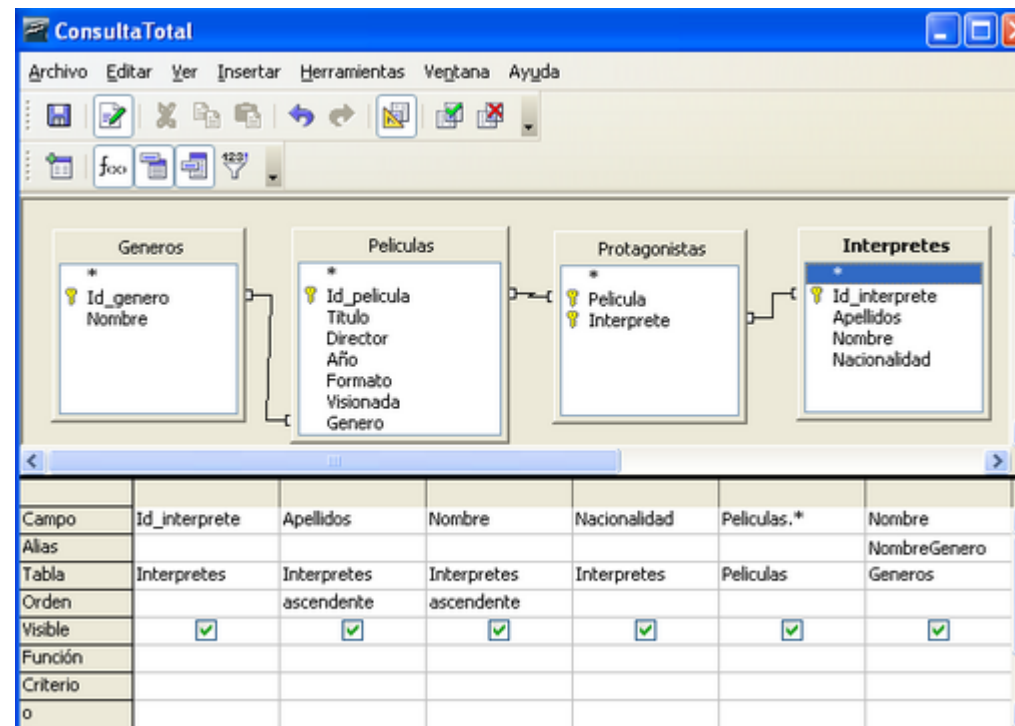 ConsultaTotal
Archivo Editar Ver Insertar Herramientas Ventana Ayuda
f(x) 123!
Generos
*
Id_genero
Nombre
Peliculas
*
Id_pelicula
Titulo
Director
Año
Formato
Visionada
Genero
Protagonistas
*
Pelicula
Interprete
Interpretes
*
Id_interprete
Apellidos
Nombre
Nacionalidad
Campo Id_interprete Apellidos Nombre Nacionalidad Peliculas.* Nombre
Alias NombreGenero
Tabla Interpretes Interpretes Interpretes Interpretes Peliculas Generos
Orden ascendente ascendente
Visible
Función
Criterio
o